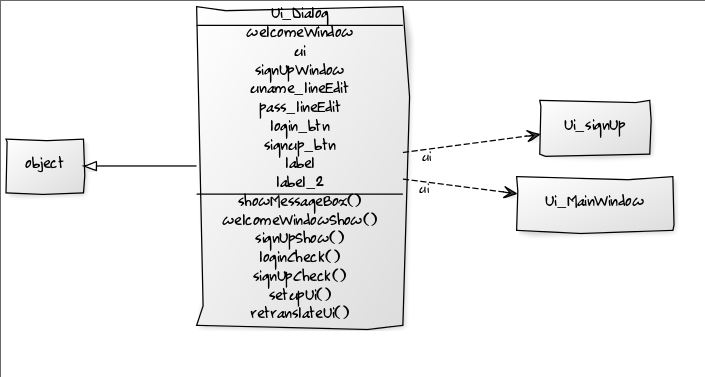 Ui_Dialog
welcomeWindow
ui
signUpWindow
uname_lineEdit
pass_lineEdit
login_btn
signup_btn
label
label_2
showMessageBox()
welcomeWindowShow()
signUpShow()
loginCheck()
signUpCheck()
setupUi()
retranslateUi()
object
ui
ui
Ui_signUp
Ui_MainWindow